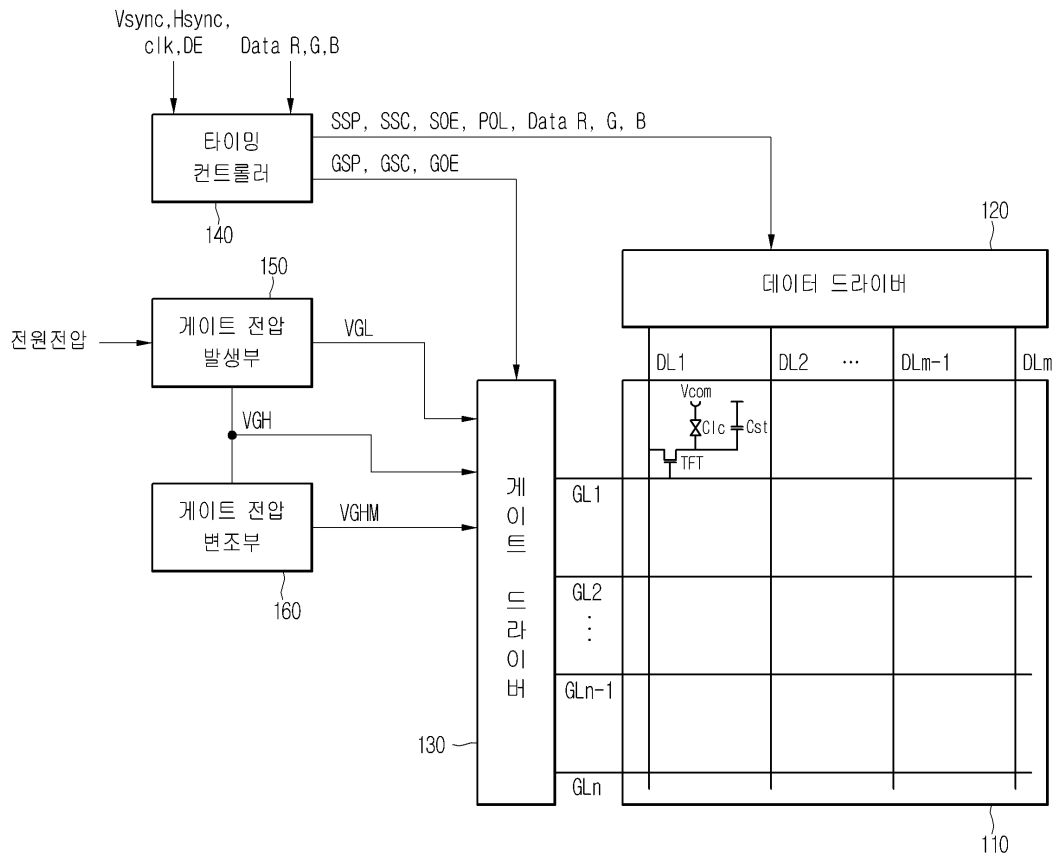 Vsync,Hsync,
clk,DE
Data R,G,B
타이밍
컨트롤러
140
SSP, SSC, SOE, POL, Data R, G, B
GSP, GSC, GOE
120
데이터 드라이버
150
전원전압
게이트 전압
발생부
VGL
VGH
게이트 전압
변조부
VGHM
160
게이트 드라이버
130
DL1
DL2
...
DLm-1
DLm
Vcom
Clc
Cst
TFT
GL1
GL2
⋮
GLn-1
GLn
110